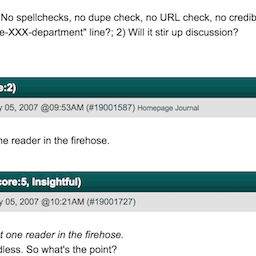 No spellchecks, no dupe check, no URL check, no credib
e-XXX-department" line?; 2) Will it stir up discussion?
e:2)
y 05, 2007 @09:53AM (#19001587) Homepage Journal
ne reader in the firehose.
core:5, Insightful)
y 05, 2007 @10:21AM (#19001727)
t one reader in the firehose.
dless. So what's the point?